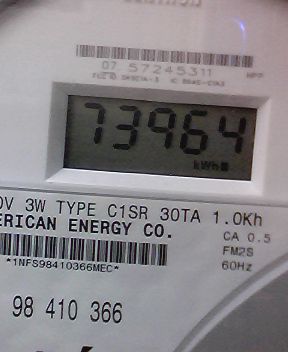 07 57245311
73964
kWh
0V 3W TYPE C1SR 30TA 1.0Kh
ERICAN ENERGY CO.
CA 0.5
FM2S
60Hz
*1NFS98410366MEC*
98 410 366